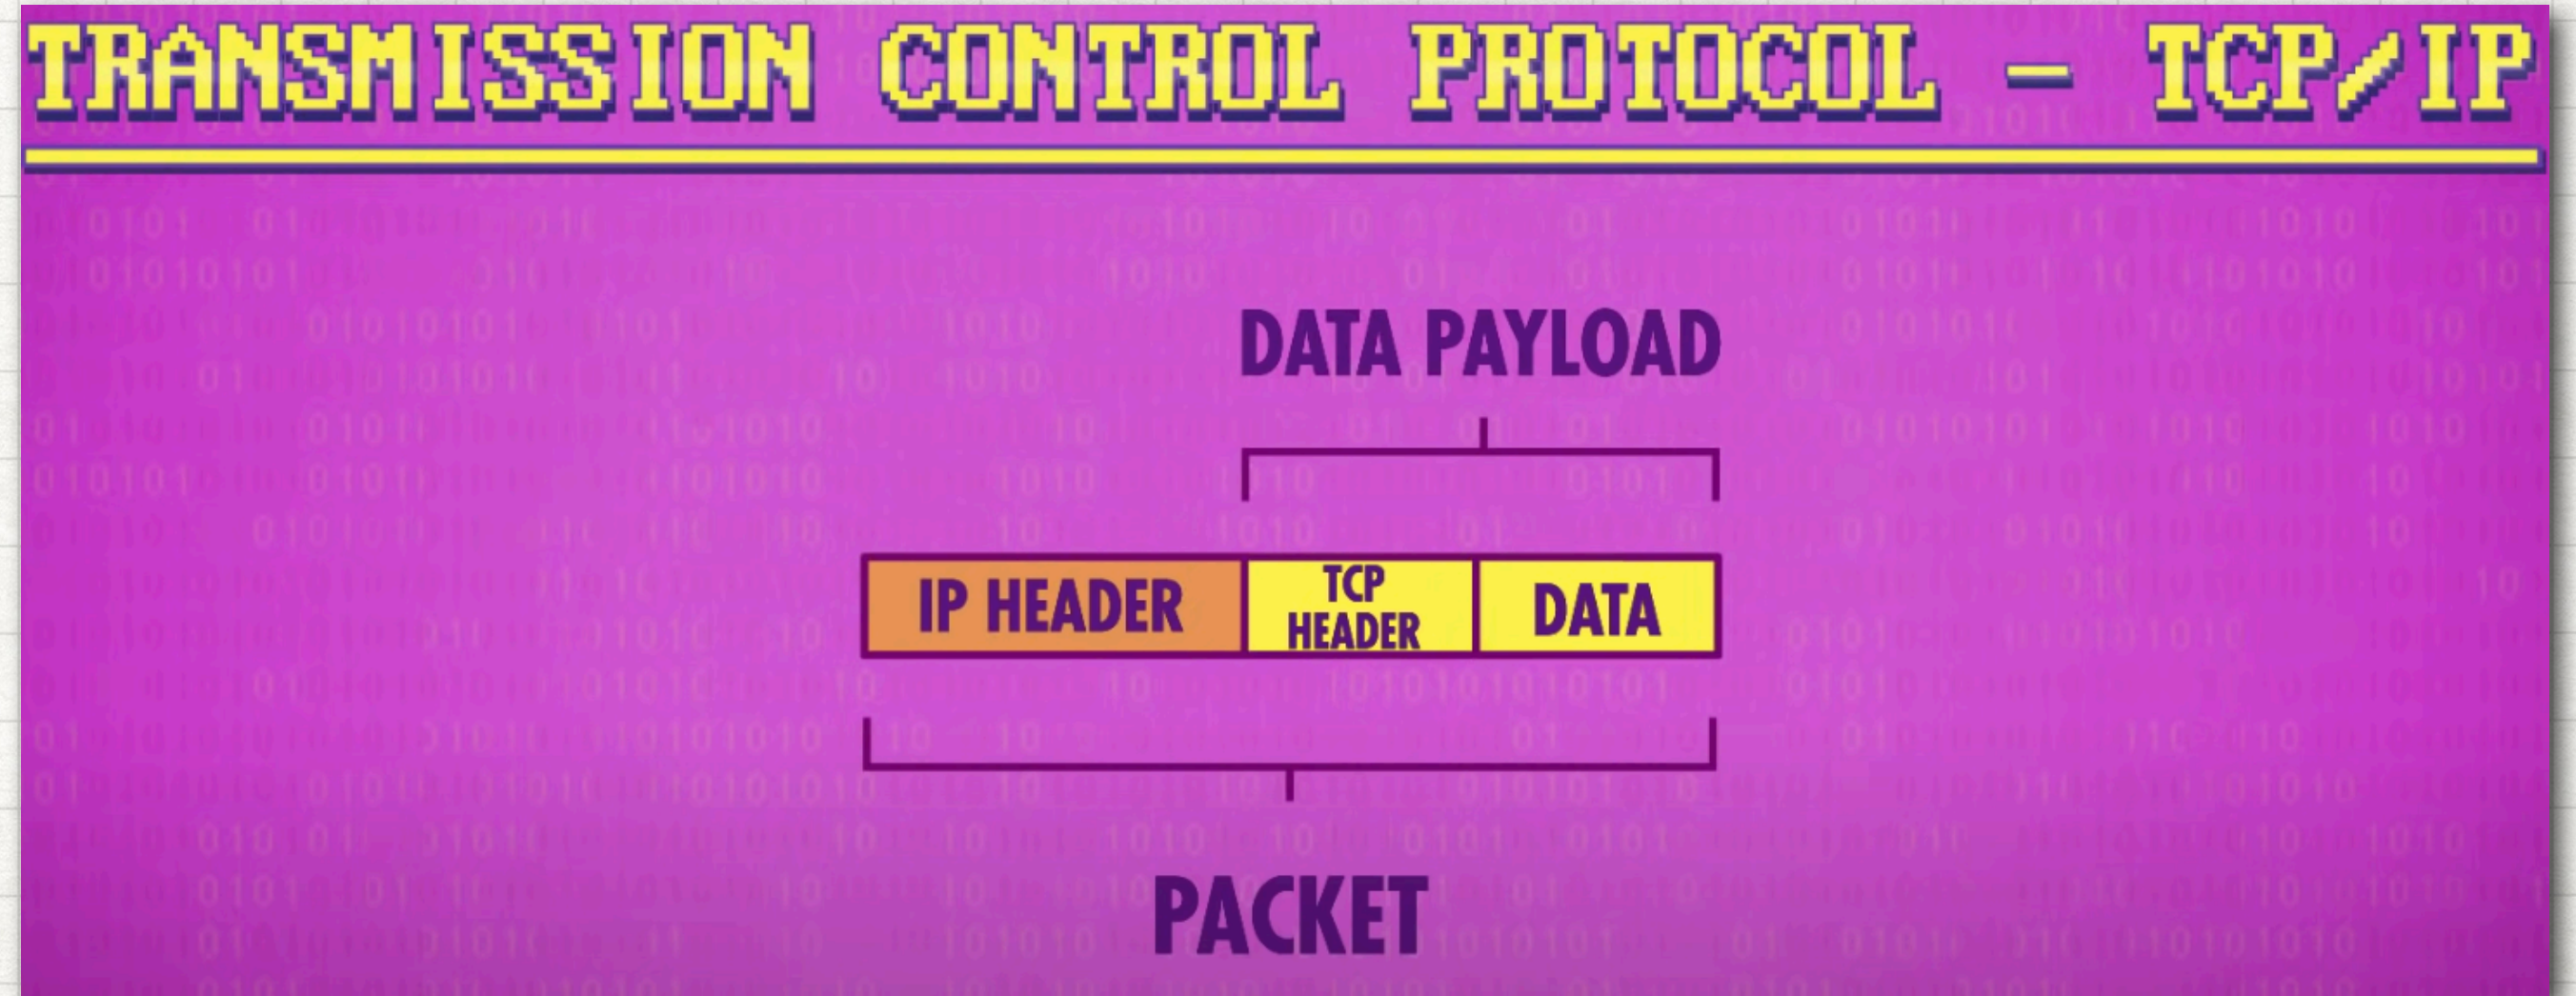 TRANSMISSION CONTROL PROTOCOL - TCP/IP
DATA PAYLOAD
IP HEADER
TCP
HEADER
DATA
PACKET